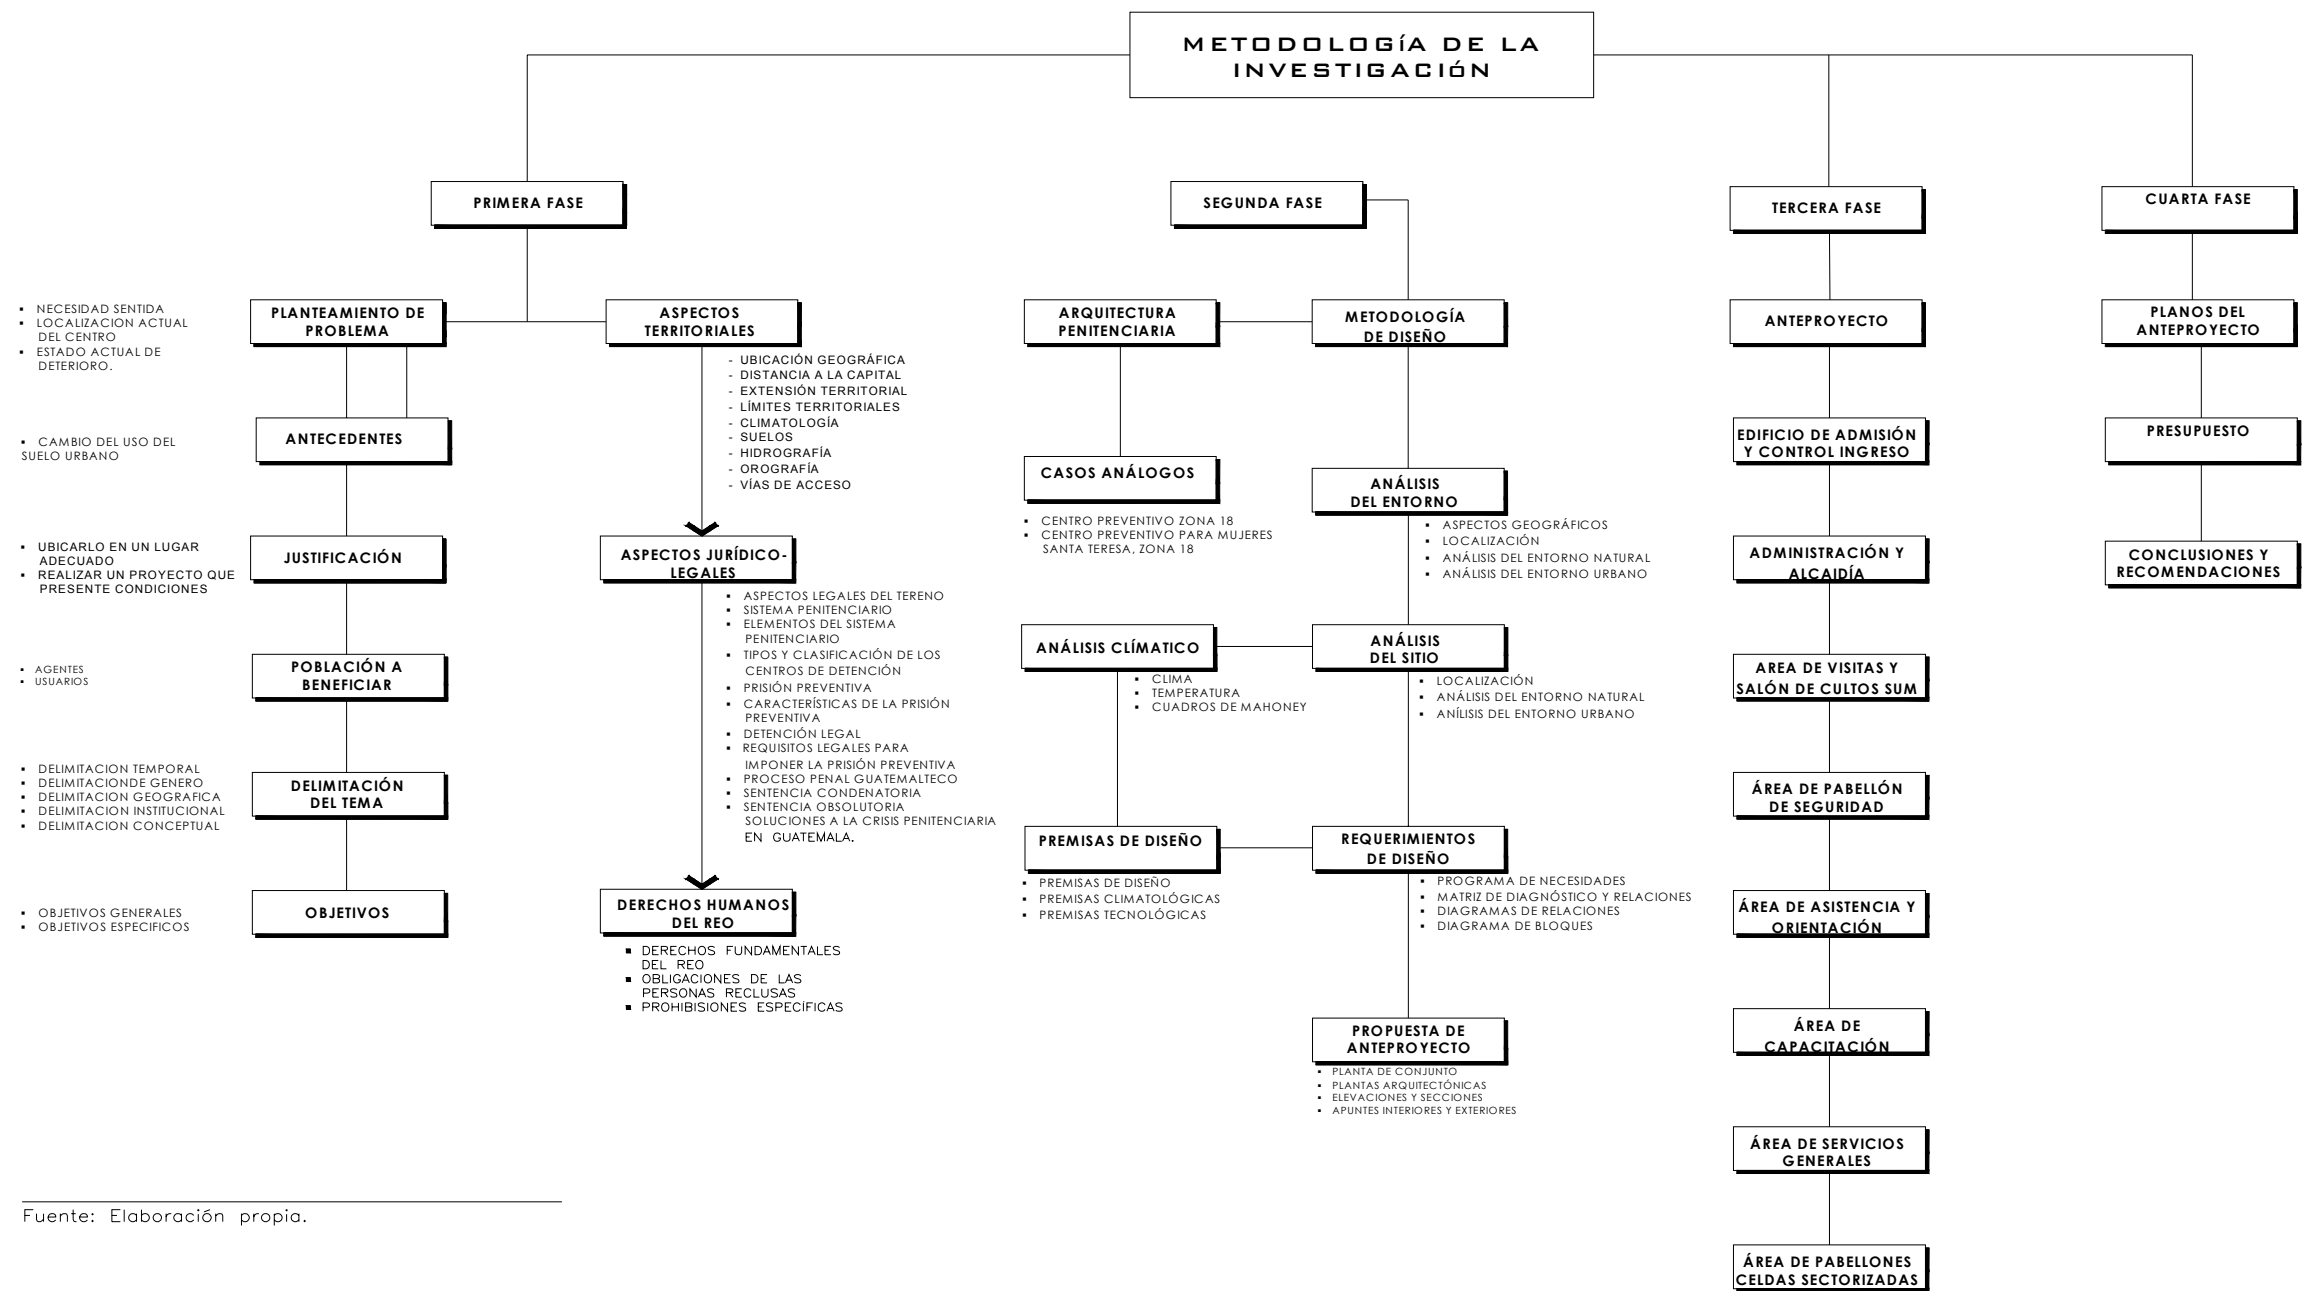 METODOLOGÍA DE LA
INVESTIGACIÓN
PRIMERA FASE
▪ NECESIDAD SENTIDA
▪ LOCALIZACION ACTUAL
DEL CENTRO
▪ ESTADO ACTUAL DE
DETERIORO.
PLANTEAMIENTO DE
PROBLEMA
▪ CAMBIO DEL USO DEL
SUELO URBANO
ANTECEDENTES
▪ UBICARLO EN UN LUGAR
ADECUADO
▪ REALIZAR UN PROYECTO QUE
PRESENTE CONDICIONES
JUSTIFICACIÓN
▪ AGENTES
▪ USUARIOS
POBLACIÓN A
BENEFICIAR
▪ DELIMITACION TEMPORAL
▪ DELIMITACIONDE GENERO
▪ DELIMITACION GEOGRAFICA
▪ DELIMITACION INSTITUCIONAL
▪ DELIMITACION CONCEPTUAL
DELIMITACIÓN
DEL TEMA
▪ OBJETIVOS GENERALES
▪ OBJETIVOS ESPECIFICOS
OBJETIVOS
ASPECTOS
TERRITORIALES
- UBICACIÓN GEOGRÁFICA
- DISTANCIA A LA CAPITAL
- EXTENSIÓN TERRITORIAL
- LÍMITES TERRITORIALES
- CLIMATOLOGÍA
- SUELOS
- HIDROGRAFÍA
- OROGRAFÍA
- VÍAS DE ACCESO
ASPECTOS JURÍDICO-
LEGALES
▪ ASPECTOS LEGALES DEL TERENO
▪ SISTEMA PENITENCIARIO
▪ ELEMENTOS DEL SISTEMA
PENITENCIARIO
▪ TIPOS Y CLASIFICACIÓN DE LOS
CENTROS DE DETENCIÓN
▪ PRISIÓN PREVENTIVA
▪ CARACTERÍSTICAS DE LA PRISIÓN
PREVENTIVA
▪ DETENCIÓN LEGAL
▪ REQUISITOS LEGALES PARA
IMPONER LA PRISIÓN PREVENTIVA
▪ PROCESO PENAL GUATEMALTECO
▪ SENTENCIA CONDENATORIA
▪ SENTENCIA OBSOLUTORIA
SOLUCIONES A LA CRISIS PENITENCIARIA
EN GUATEMALA.
DERECHOS HUMANOS
DEL REO
▪ DERECHOS FUNDAMENTALES
DEL REO
▪ OBLIGACIONES DE LAS
PERSONAS RECLUSAS
▪ PROHIBISIONES ESPECÍFICAS
SEGUNDA FASE
ARQUITECTURA
PENITENCIARIA
CASOS ANÁLOGOS
▪ CENTRO PREVENTIVO ZONA 18
▪ CENTRO PREVENTIVO PARA MUJERES
SANTA TERESA, ZONA 18
METODOLOGÍA
DE DISEÑO
ANÁLISIS
DEL ENTORNO
▪ ASPECTOS GEOGRÁFICOS
▪ LOCALIZACIÓN
▪ ANÁLISIS DEL ENTORNO NATURAL
▪ ANÁLISIS DEL ENTORNO URBANO
ANÁLISIS CLÍMATICO
▪ CLIMA
▪ TEMPERATURA
▪ CUADROS DE MAHONEY
ANÁLISIS
DEL SITIO
▪ LOCALIZACIÓN
▪ ANÁLISIS DEL ENTORNO NATURAL
▪ ANÍLISIS DEL ENTORNO URBANO
PREMISAS DE DISEÑO
▪ PREMISAS DE DISEÑO
▪ PREMISAS CLIMATOLÓGICAS
▪ PREMISAS TECNOLÓGICAS
REQUERIMIENTOS
DE DISEÑO
▪ PROGRAMA DE NECESIDADES
▪ MATRIZ DE DIAGNÓSTICO Y RELACIONES
▪ DIAGRAMAS DE RELACIONES
▪ DIAGRAMA DE BLOQUES
PROPUESTA DE
ANTEPROYECTO
▪ PLANTA DE CONJUNTO
▪ PLANTAS ARQUITECTÓNICAS
▪ ELEVACIONES Y SECCIONES
▪ APUNTES INTERIORES Y EXTERIORES
TERCERA FASE
ANTEPROYECTO
EDIFICIO DE ADMISIÓN
Y CONTROL INGRESO
ADMINISTRACIÓN Y
ALCAIDÍA
AREA DE VISITAS Y
SALÓN DE CULTOS SUM
ÁREA DE PABELLÓN
DE SEGURIDAD
ÁREA DE ASISTENCIA Y
ORIENTACIÓN
ÁREA DE
CAPACITACIÓN
ÁREA DE SERVICIOS
GENERALES
ÁREA DE PABELLONES
CELDAS SECTORIZADAS
CUARTA FASE
PLANOS DEL
ANTEPROYECTO
PRESUPUESTO
CONCLUSIONES Y
RECOMENDACIONES
Fuente: Elaboración propia.